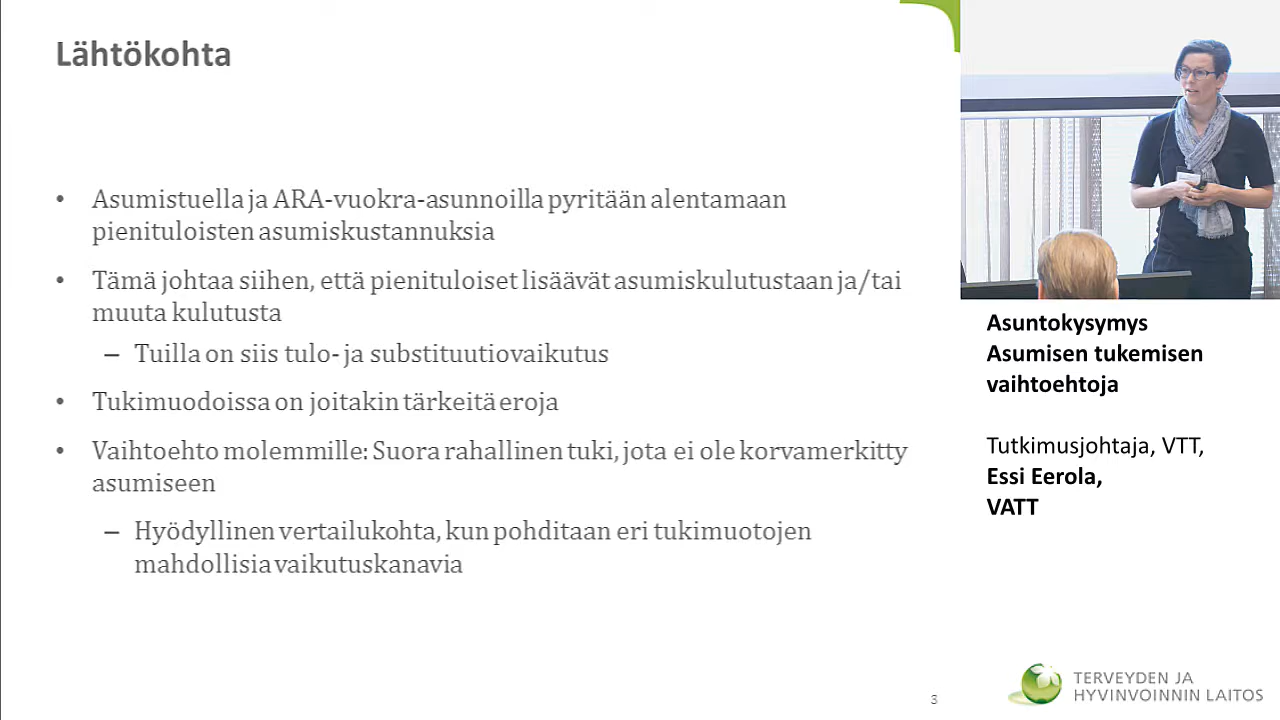 Lähtökohta
• Asumistuella ja ARA-vuokra-asunnoilla pyritään alentamaan
pienituloisten asumiskustannuksia
• Tämä johtaa siihen, että pienituloiset lisäävät asumiskulutustaan ja/tai
muuta kulutusta
– Tuilla on siis tulo- ja substituutiovaikutus
• Tukimuodoissa on joitakin tärkeitä eroja
• Vaihtoehto molemmille: Suora rahallinen tuki, jota ei ole korvamerkitty
asumiseen
– Hyödyllinen vertailukohta, kun pohditaan eri tukimuotojen
mahdollisia vaikutuskanavia
3
Asuntokysymys
Asumisen tukemisen
vaihtoehtoja
Tutkimusjohtaja, VTT,
Essi Eerola,
VATT
TERVEYDEN JA
HYVINVOINNIN LAITOS